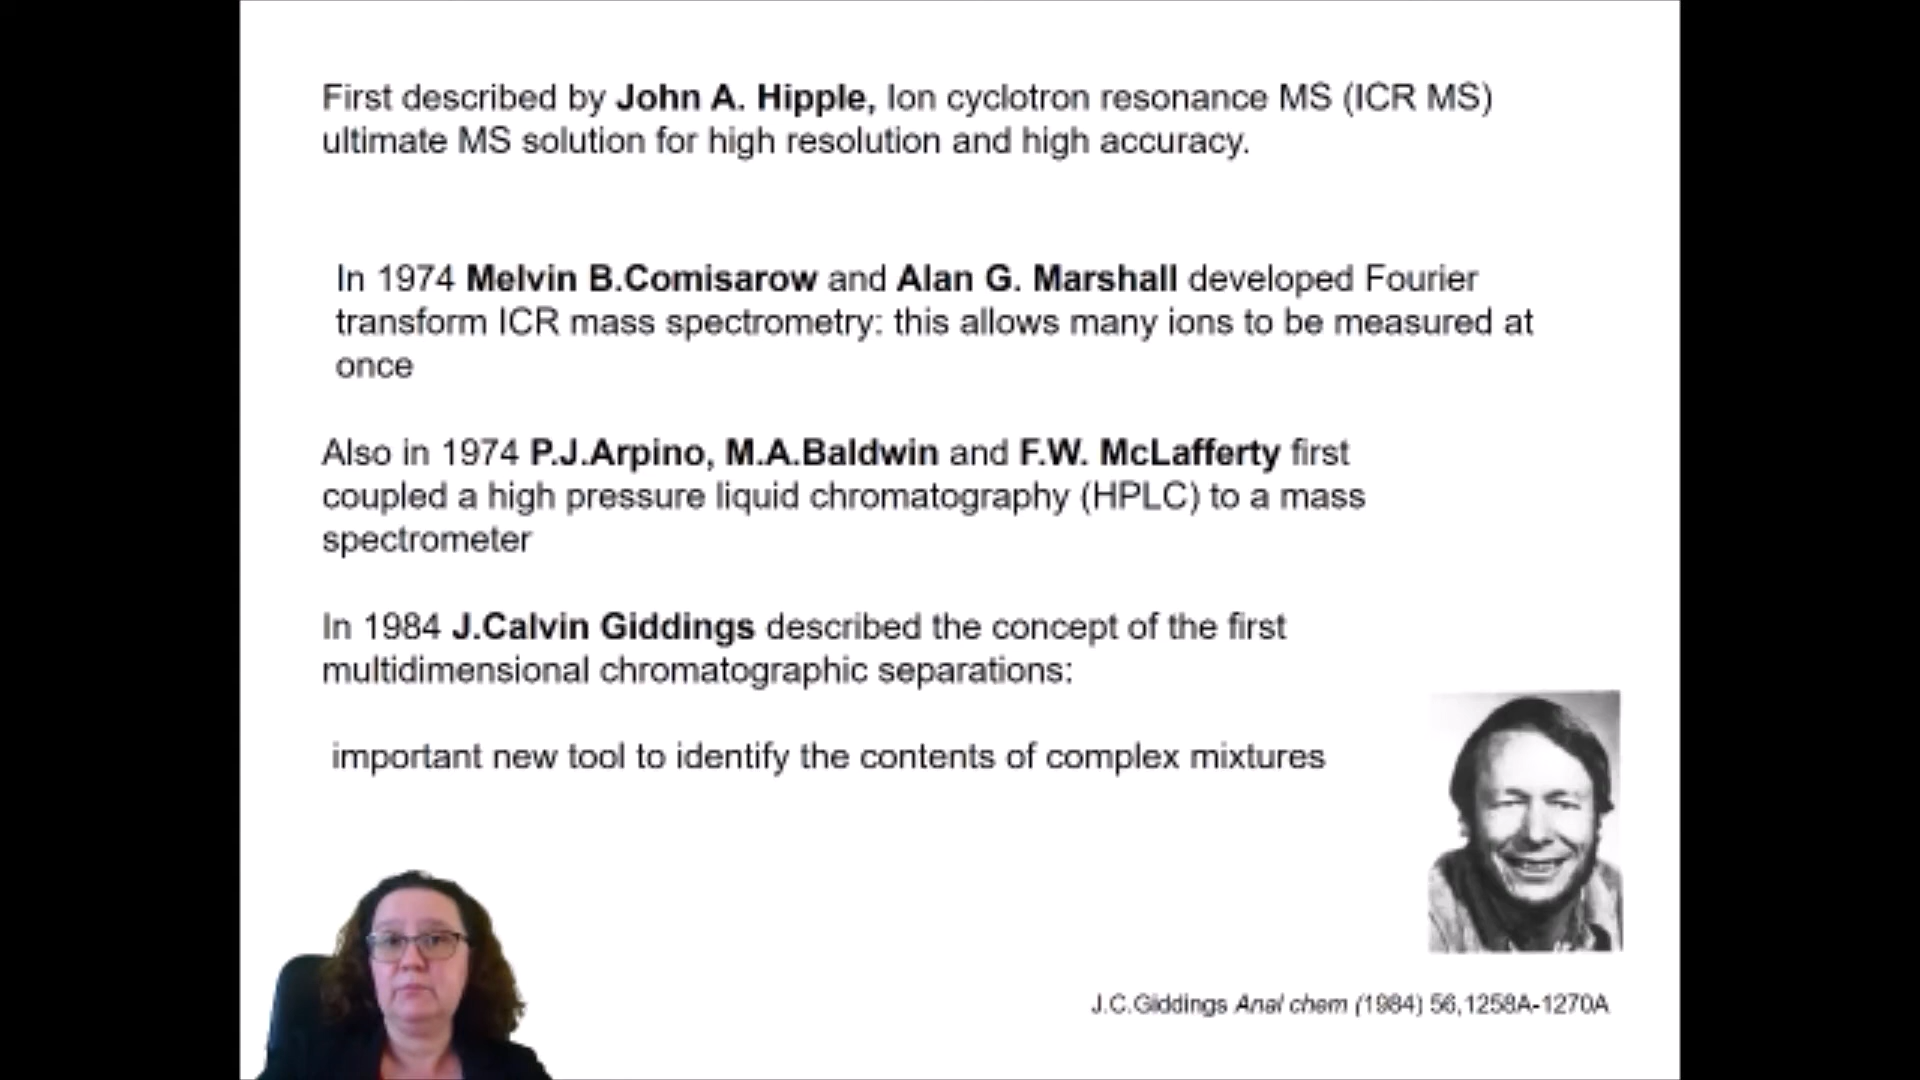 First described by John A. Hipple, Ion cyclotron resonance MS (ICR MS)
ultimate MS solution for high resolution and high accuracy.
In 1974 Melvin B.Comisarow and Alan G. Marshall developed Fourier
transform ICR mass spectrometry: this allows many ions to be measured at
once
Also in 1974 P.J.Arpino, M.A.Baldwin and F.W. McLafferty first
coupled a high pressure liquid chromatography (HPLC) to a mass
spectrometer
In 1984 J.Calvin Giddings described the concept of the first
multidimensional chromatographic separations:
important new tool to identify the contents of complex mixtures
J.C.Giddings Anal chem (1984) 56,1258A-1270A